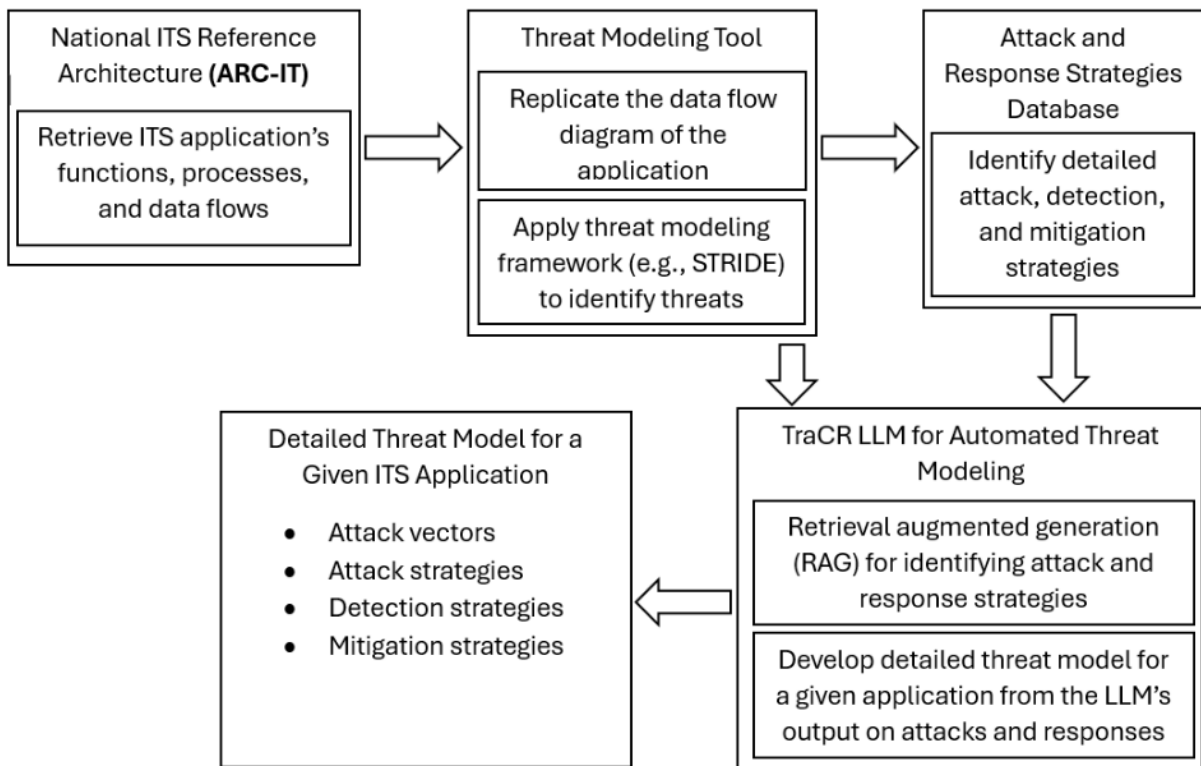 National ITS Reference
Architecture (ARC-IT)
Retrieve ITS application's
functions, processes,
and data flows
Threat Modeling Tool
Replicate the data flow
diagram of the
application
Apply threat modeling
framework (e.g., STRIDE)
to identify threats
Attack and
Response Strategies
Database
Identify detailed
attack, detection,
and mitigation
strategies
TraCR LLM for Automated Threat
Modeling
Retrieval augmented generation
(RAG) for identifying attack and
response strategies
Develop detailed threat model for
a given application from the LLM's
output on attacks and responses
Detailed Threat Model for a
Given ITS Application
• Attack vectors
• Attack strategies
• Detection strategies
• Mitigation strategies